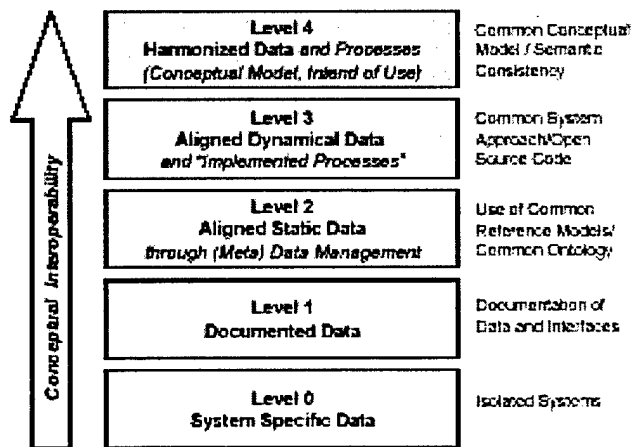 Level 4
Harmonized Data and Processes
(Conceptual Model, Intend of Use)
Common Conceptual
Model / Semantic
Consistency
Level 3
Aligned Dynamical Data
and "Implemented Processes"
Common System
Approach/Open
Source Code
Level 2
Aligned Static Data
through (Meta) Data Management
Use of Common
Reference Models/
Common Ontology
Level 1
Documented Data
Documentation of
Data and Interfaces
Level 0
System Specific Data
Isolated Systems
Conceptual Interoperability